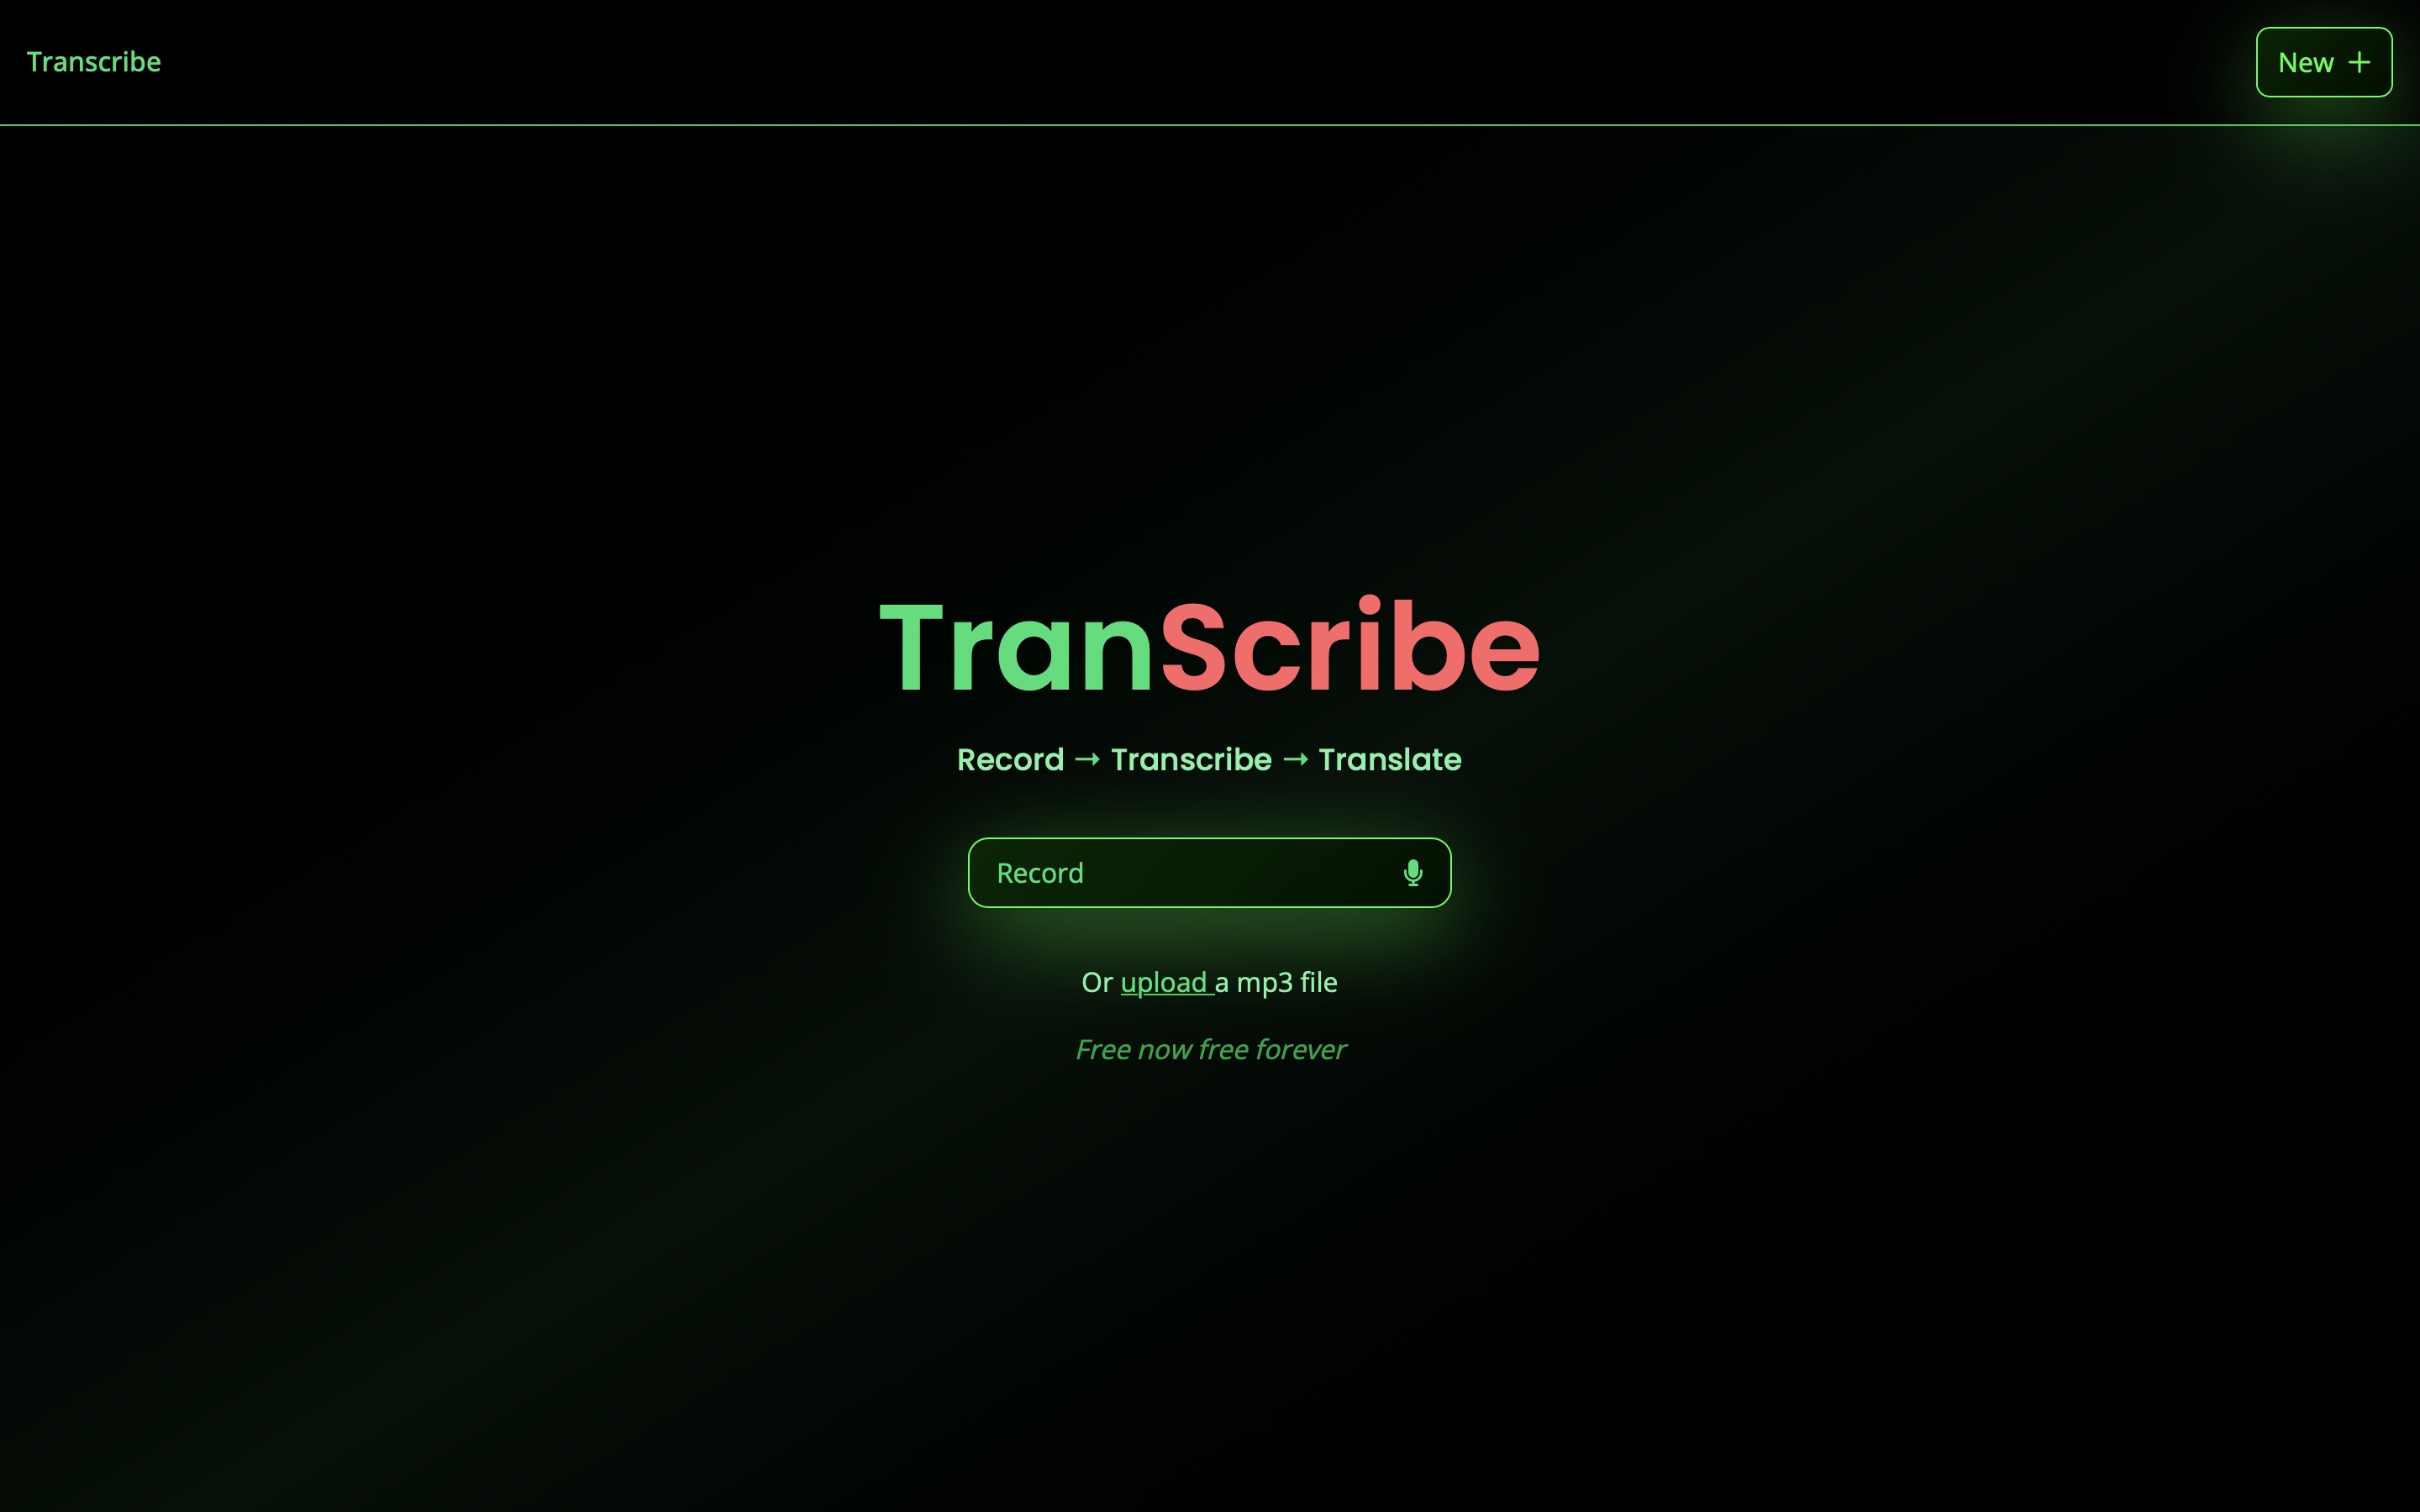 Transcribe
New +
TranScribe
Record → Transcribe → Translate
Record
Or upload a mp3 file
Free now free forever